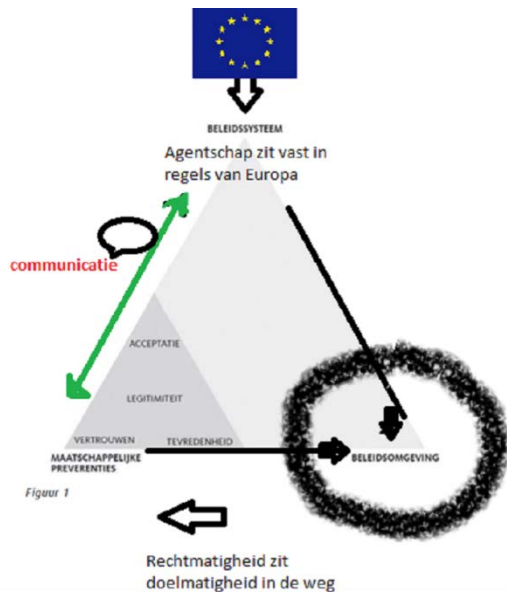 BELEIDSSYSTEEM
Agentschap zit vast in
regels van Europa
communicatie
ACCEPTATIE
LEGITIMITEIT
VERTROUWEN
TEVREDENHEID
MAATSCHAPPELIJKE
PREVERENTIES
BELEIDSOMGEVING
Figuur 1
Rechtmatigheid zit
doelmatigheid in de weg